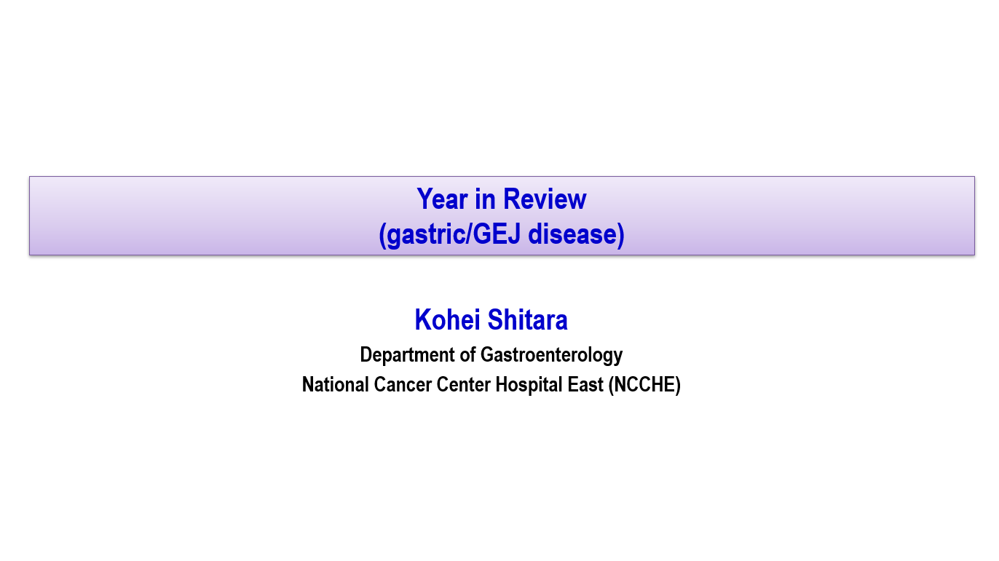 Year in Review
(gastric/GEJ disease)
Kohei Shitara
Department of Gastroenterology
National Cancer Center Hospital East (NCCHE)